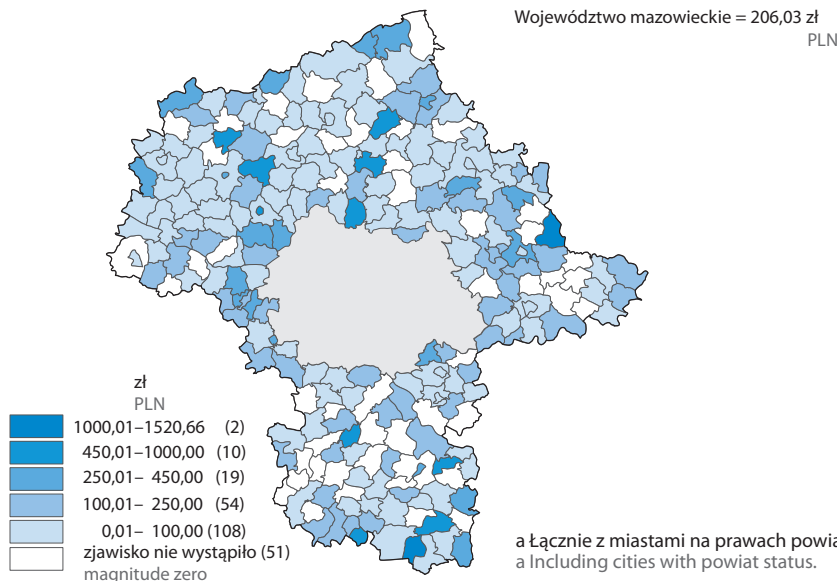 Województwo mazowieckie = 206,03 zł
PLN
zł
PLN
1000,01–1520,66 (2)
450,01–1000,00 (10)
250,01– 450,00 (19)
100,01– 250,00 (54)
0,01– 100,00 (108)
zjawisko nie wystąpiło (51)
magnitude zero
a Łącznie z miastami na prawach powia
a Including cities with powiat status.